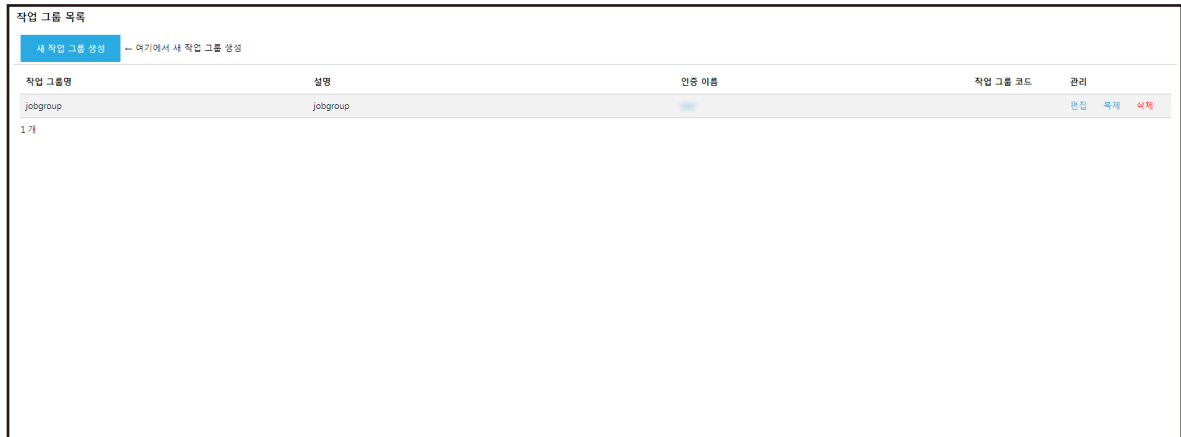 작업 그룹 목록
새 작업 그룹 생성 ← 여기에서 새 작업 그룹 생성
작업 그룹명 설명 인증 이름 작업 그룹 코드 관리
jobgroup jobgroup 편집 복제 삭제
1 개